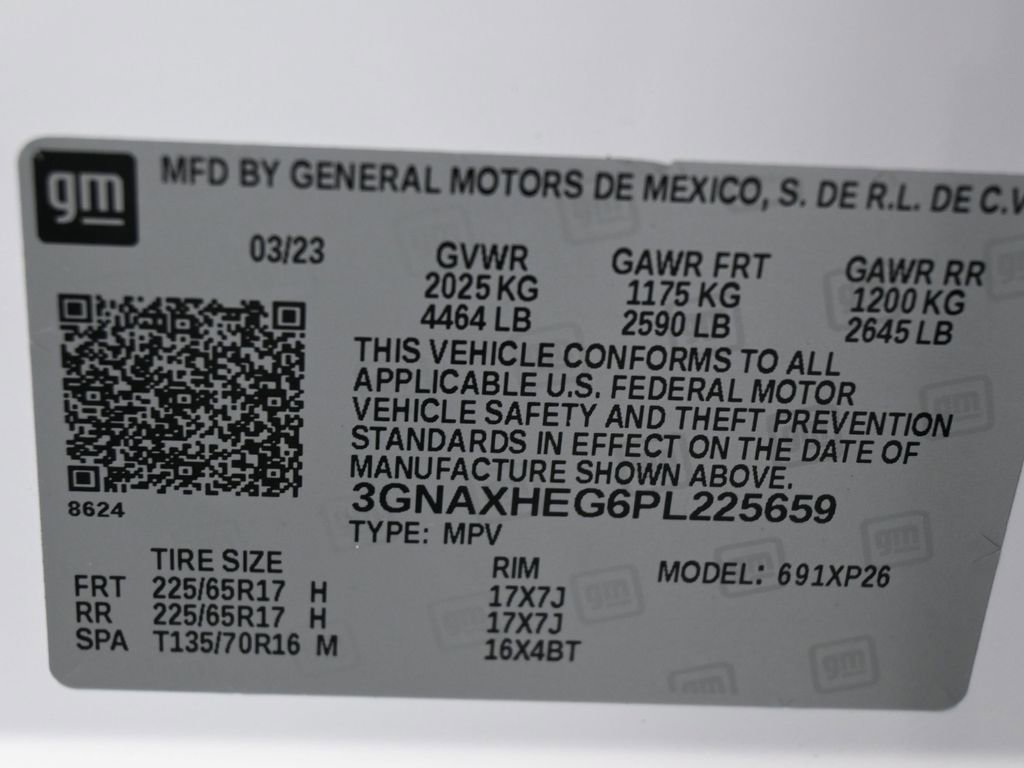 gm
MFD BY GENERAL MOTORS DE MEXICO, S. DE R.L. DE C.V
03/23
GVWR GAWR FRT GAWR RR
2025 KG 1175 KG 1200 KG
4464 LB 2590 LB 2645 LB
THIS VEHICLE CONFORMS TO ALL
APPLICABLE U.S. FEDERAL MOTOR
VEHICLE SAFETY AND THEFT PREVENTION
STANDARDS IN EFFECT ON THE DATE OF
MANUFACTURE SHOWN ABOVE.
3GNAXHEG6PL225659
8624
TYPE: MPV
TIRE SIZE RIM MODEL: 691XP26
FRT 225/65R17 H 17X7J
RR 225/65R17 H 17X7J
SPA T135/70R16 M 16X4BT